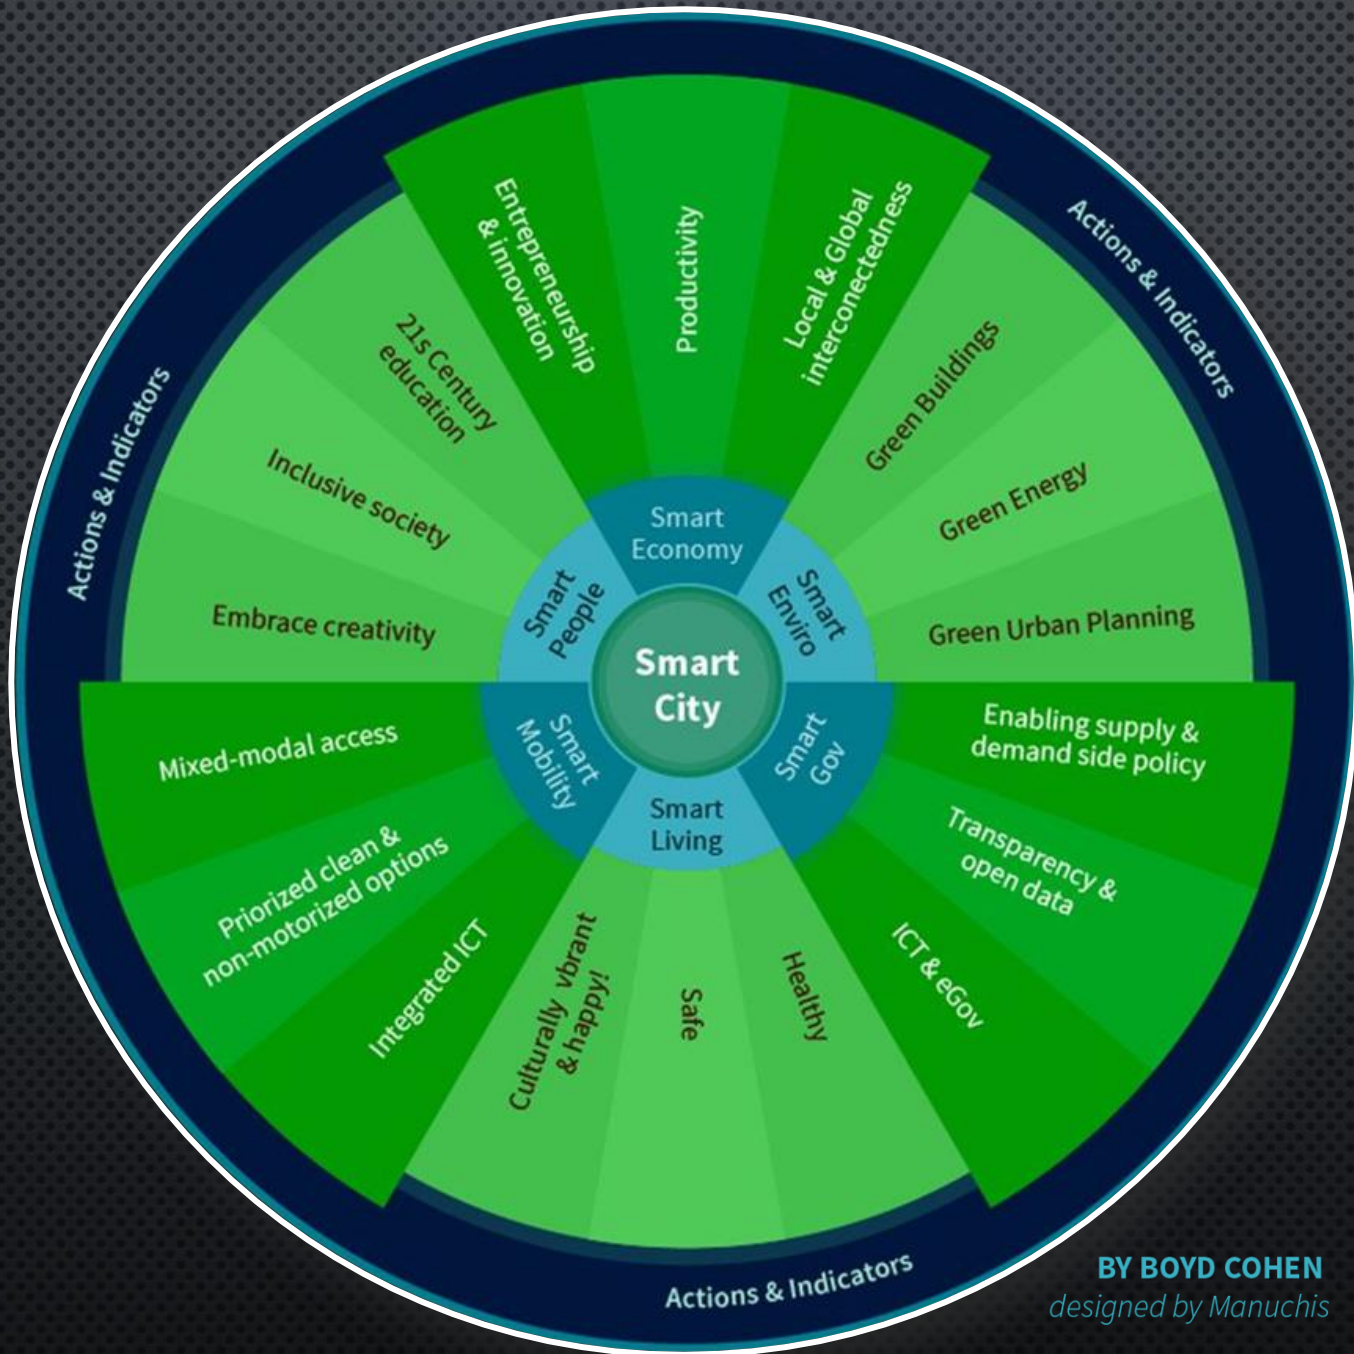 Smart
City
Smart
Economy
Smart
Enviro
Smart
Gov
Smart
Living
Smart
Mobility
Smart
People
Entrepreneurship
& innovation
Productivity
Local & Global
interconectedness
Green Buildings
Green Energy
Green Urban Planning
Enabling supply &
demand side policy
Transparency &
open data
ICT & eGov
Healthy
Safe
Culturally vbrant
& happy!
Integrated ICT
Priorized clean &
non-motorized options
Mixed-modal access
Embrace creativity
Inclusive society
21s Century
education
Actions & Indicators
Actions & Indicators
Actions & Indicators
BY BOYD COHEN
designed by Manuchis